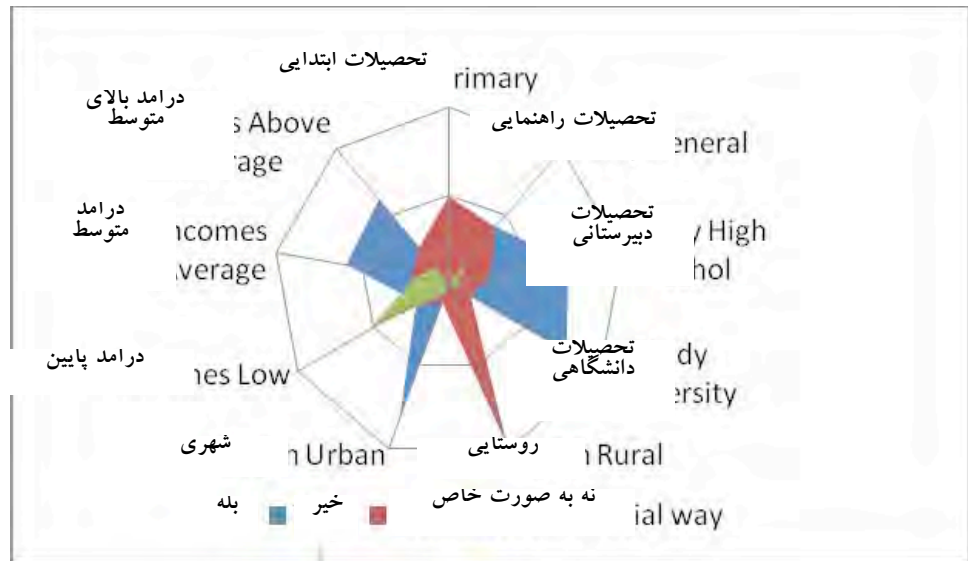 تحصیلات ابتدایی
rimary
درامد بالای
متوسط
s Above
rage
تحصیلات راهنمایی
eneral
درامد
متوسط
ncomes
verage
تحصیلات
دبیرستانی
y High
hol
درامد پایین
nes Low
تحصیلات
دانشگاهی
dy
ersity
شهری
n Urban
روستایی
n Rural
بله
خیر
نه به صورت خاص
ial way